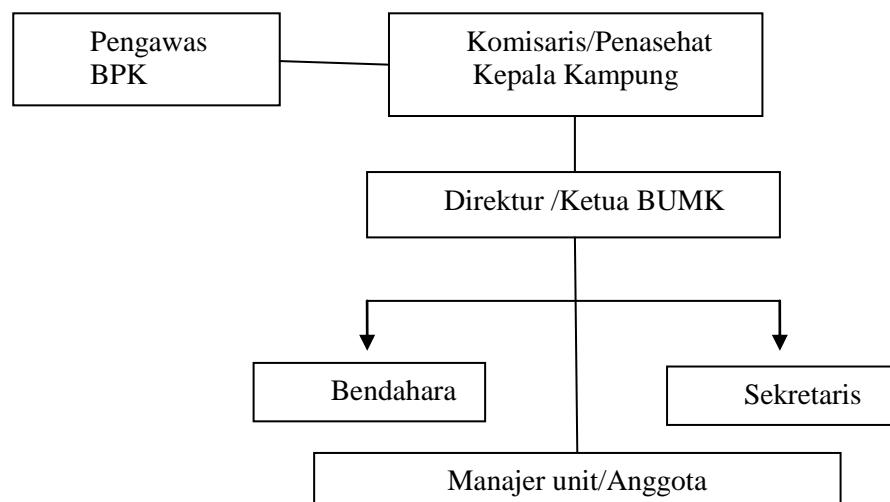 Pengawas
BPK
Komisaris/Penasehat
Kepala Kampung
Direktur /Ketua BUMK
Bendahara
Sekretaris
Manajer unit/Anggota